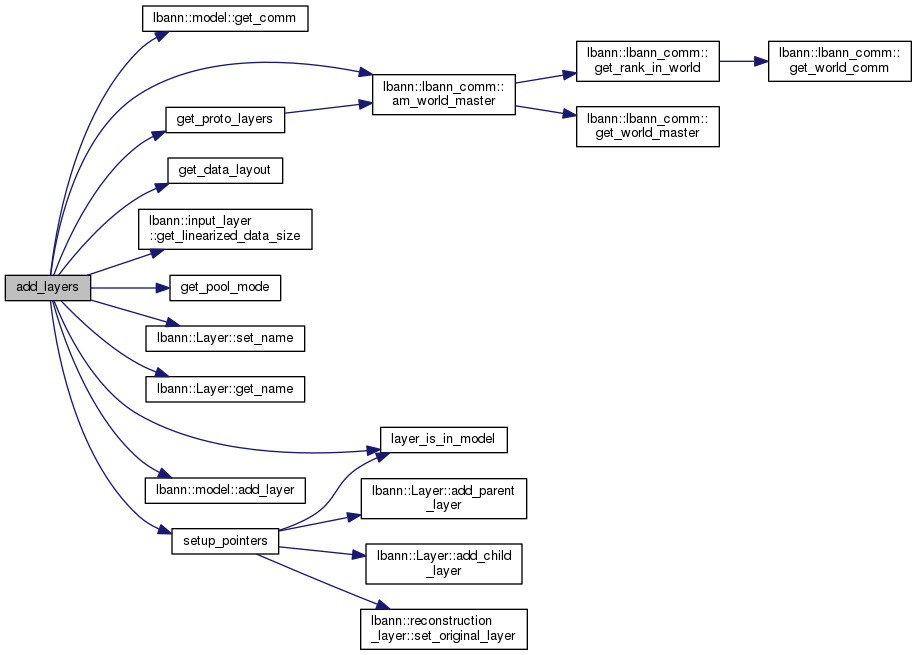 lbann::model::get_comm
lbann::lbann_comm::
get_rank_in_world
lbann::lbann_comm::
get_world_comm
lbann::lbann_comm::
am_world_master
get_proto_layers
lbann::lbann_comm::
get_world_master
get_data_layout
lbann::input_layer
::get_linearized_data_size
add_layers
get_pool_mode
lbann::Layer::set_name
lbann::Layer::get_name
layer_is_in_model
lbann::model::add_layer
lbann::Layer::add_parent
_layer
setup_pointers
lbann::Layer::add_child
_layer
lbann::reconstruction
_layer::set_original_layer